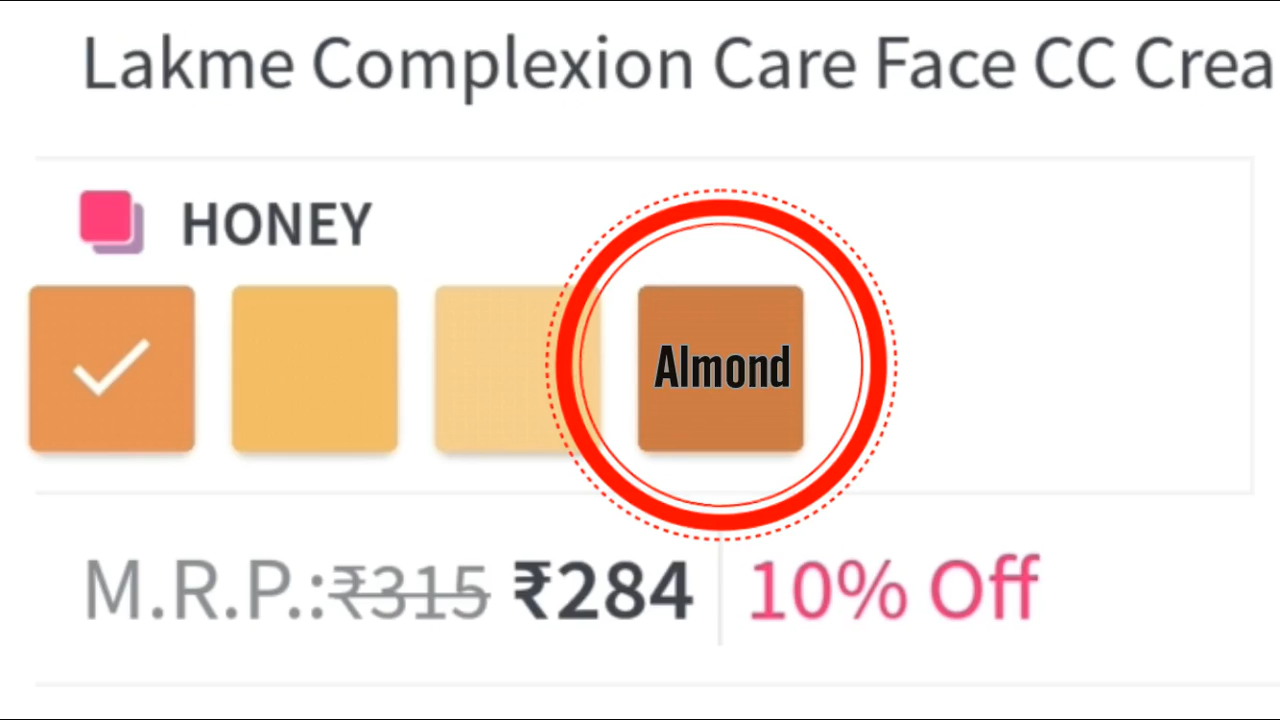 Lakme Complexion Care Face CC Crea
HONEY
Almond
M.R.P.:₹315 ₹284 10% Off